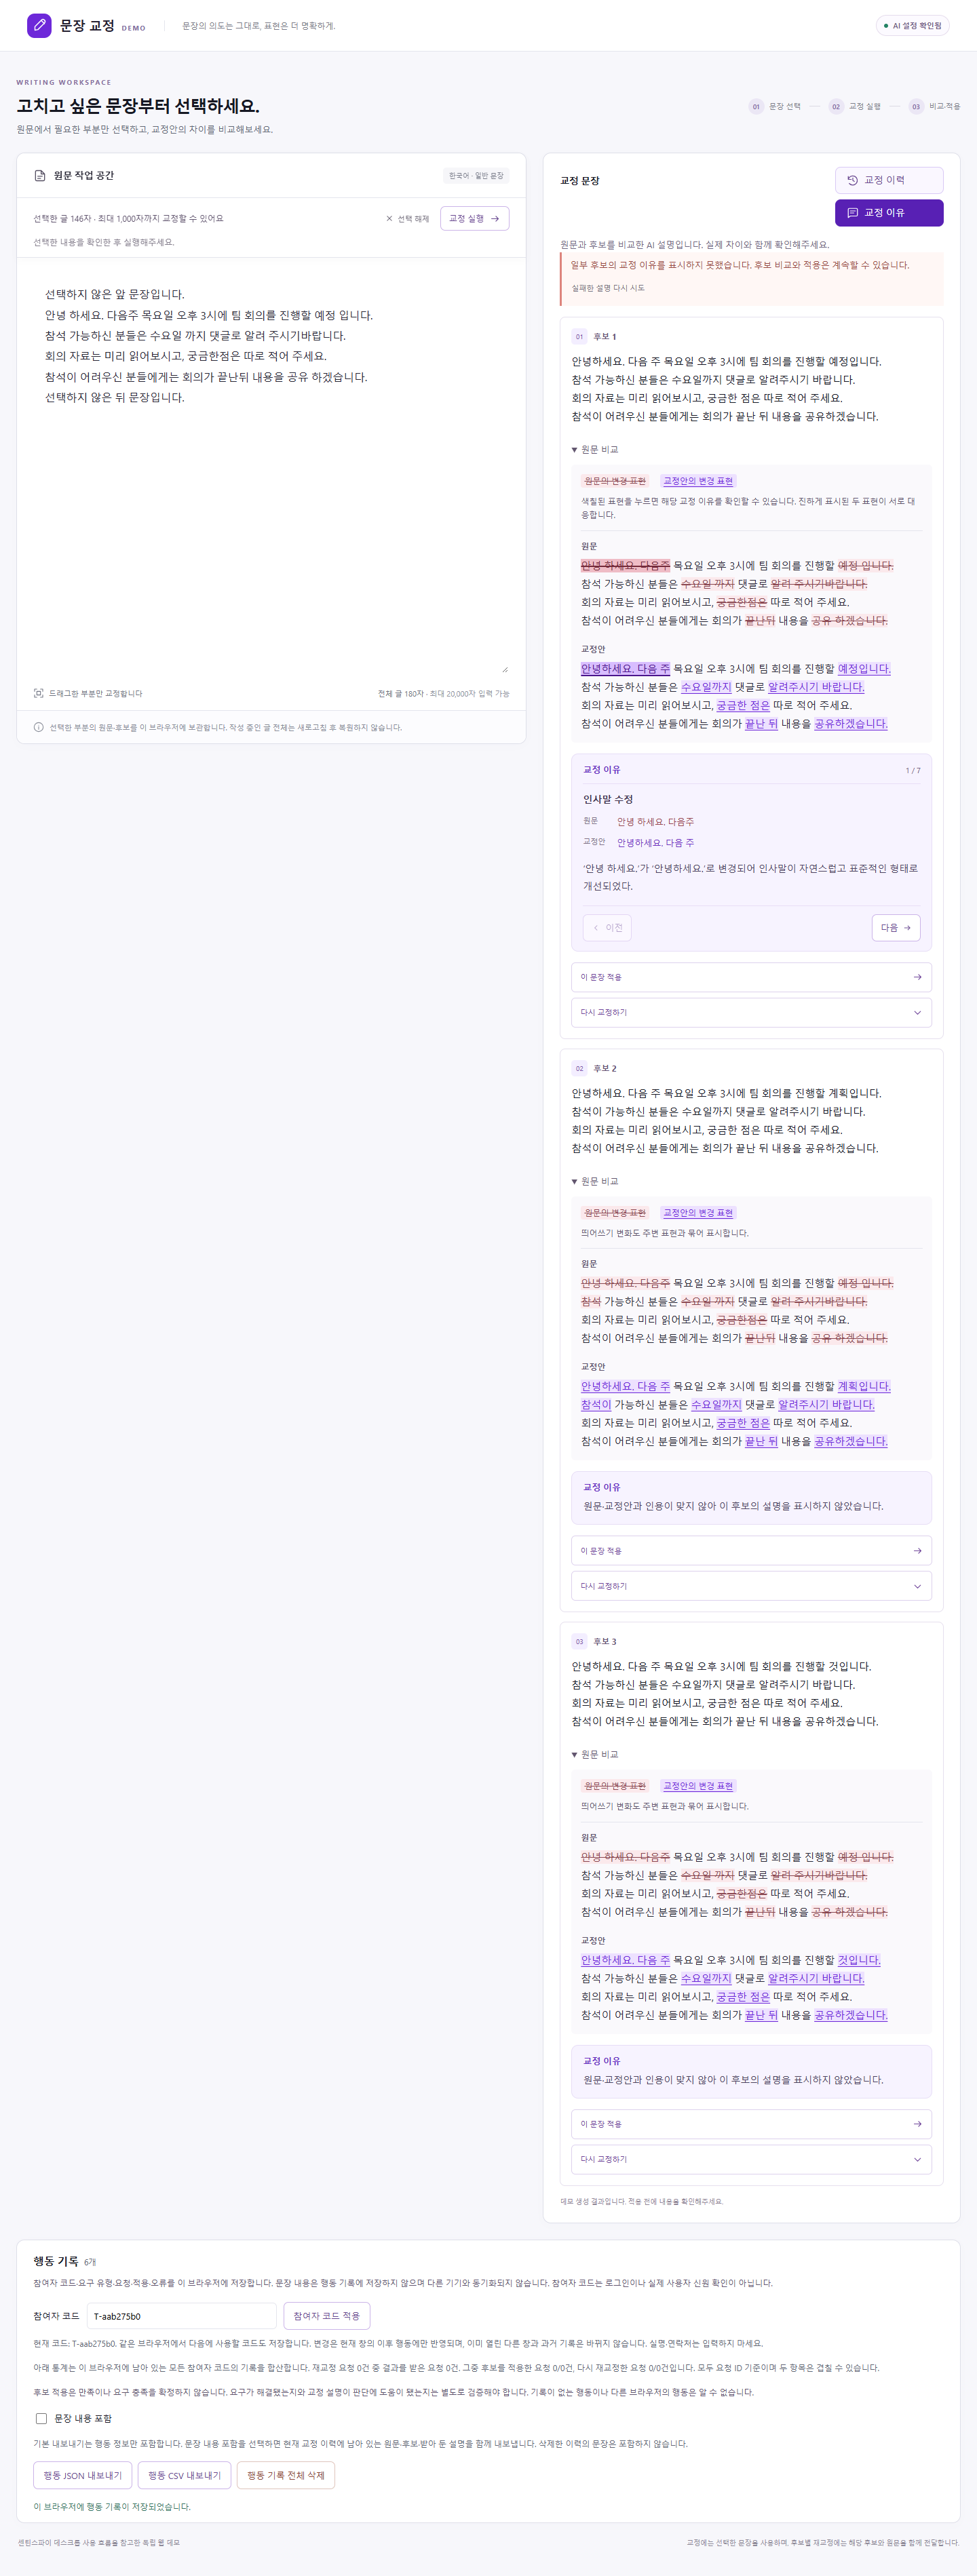 문장 교정 DEMO
문장의 의도는 그대로, 표현은 더 명확하게.
AI 설정 확인됨
WRITING WORKSPACE
고치고 싶은 문장부터 선택하세요.
원문에서 필요한 부분만 선택하고, 교정안의 차이를 비교해보세요.
01 문장 선택 02 교정 실행 03 비교·적용
원문 작업 공간
한국어 · 일반 문장
선택한 글 146자 · 최대 1,000자까지 교정할 수 있어요
선택 해제
교정 실행
선택한 내용을 확인한 후 실행해주세요.
선택하지 않은 앞 문장입니다.
안녕 하세요. 다음주 목요일 오후 3시에 팀 회의를 진행할 예정 입니다.
참석 가능하신 분들은 수요일 까지 댓글로 알려 주시기바랍니다.
회의 자료는 미리 읽어보시고, 궁금한점은 따로 적어 주세요.
참석이 어려우신 분들에게는 회의가 끝난뒤 내용을 공유 하겠습니다.
선택하지 않은 뒤 문장입니다.
드래그한 부분만 교정합니다
전체 글 180자 · 최대 20,000자 입력 가능
선택한 부분의 원문·후보를 이 브라우저에 보관합니다. 작성 중인 글 전체는 새로고침 후 복원하지 않습니다.
교정 문장
교정 이력
교정 이유
원문과 후보를 비교한 AI 설명입니다. 실제 차이와 함께 확인해주세요.
일부 후보의 교정 이유를 표시하지 못했습니다. 후보 비교와 적용은 계속할 수 있습니다.
실패한 설명 다시 시도
01 후보 1
안녕하세요. 다음 주 목요일 오후 3시에 팀 회의를 진행할 예정입니다.
참석 가능하신 분들은 수요일까지 댓글로 알려주시기 바랍니다.
회의 자료는 미리 읽어보시고, 궁금한 점은 따로 적어 주세요.
참석이 어려우신 분들에게는 회의가 끝난 뒤 내용을 공유하겠습니다.
▼ 원문 비교
원문의 변경 표현 교정안의 변경 표현
색칠된 표현을 누르면 해당 교정 이유를 확인할 수 있습니다. 진하게 표시된 두 표현이 서로 대
응합니다.
원문
안녕 하세요. 다음주 목요일 오후 3시에 팀 회의를 진행할 예정 입니다.
참석 가능하신 분들은 수요일 까지 댓글로 알려 주시기바랍니다.
회의 자료는 미리 읽어보시고, 궁금한점은 따로 적어 주세요.
참석이 어려우신 분들에게는 회의가 끝난뒤 내용을 공유 하겠습니다.
교정안
안녕하세요. 다음 주 목요일 오후 3시에 팀 회의를 진행할 예정입니다.
참석 가능하신 분들은 수요일까지 댓글로 알려주시기 바랍니다.
회의 자료는 미리 읽어보시고, 궁금한 점은 따로 적어 주세요.
참석이 어려우신 분들에게는 회의가 끝난 뒤 내용을 공유하겠습니다.
교정 이유 1 / 7
인사말 수정
원문 안녕 하세요. 다음주
교정안 안녕하세요. 다음 주
'안녕 하세요.'가 '안녕하세요.'로 변경되어 인사말이 자연스럽고 표준적인 형태로
개선되었다.
이전
다음
이 문장 적용
다시 교정하기
02 후보 2
안녕하세요. 다음 주 목요일 오후 3시에 팀 회의를 진행할 계획입니다.
참석이 가능하신 분들은 수요일까지 댓글로 알려주시기 바랍니다.
회의 자료는 미리 읽어보시고, 궁금한 점은 따로 적어 주세요.
참석이 어려우신 분들에게는 회의가 끝난 뒤 내용을 공유하겠습니다.
▼ 원문 비교
원문의 변경 표현 교정안의 변경 표현
띄어쓰기 변화도 주변 표현과 묶어 표시합니다.
원문
안녕 하세요. 다음주 목요일 오후 3시에 팀 회의를 진행할 예정 입니다.
참석 가능하신 분들은 수요일 까지 댓글로 알려 주시기바랍니다.
회의 자료는 미리 읽어보시고, 궁금한점은 따로 적어 주세요.
참석이 어려우신 분들에게는 회의가 끝난뒤 내용을 공유 하겠습니다.
교정안
안녕하세요. 다음 주 목요일 오후 3시에 팀 회의를 진행할 계획입니다.
참석이 가능하신 분들은 수요일까지 댓글로 알려주시기 바랍니다.
회의 자료는 미리 읽어보시고, 궁금한 점은 따로 적어 주세요.
참석이 어려우신 분들에게는 회의가 끝난 뒤 내용을 공유하겠습니다.
교정 이유
원문·교정안과 인용이 맞지 않아 이 후보의 설명을 표시하지 않았습니다.
이 문장 적용
다시 교정하기
03 후보 3
안녕하세요. 다음 주 목요일 오후 3시에 팀 회의를 진행할 것입니다.
참석 가능하신 분들은 수요일까지 댓글로 알려주시기 바랍니다.
회의 자료는 미리 읽어보시고, 궁금한 점은 따로 적어 주세요.
참석이 어려우신 분들에게는 회의가 끝난 뒤 내용을 공유하겠습니다.
▼ 원문 비교
원문의 변경 표현 교정안의 변경 표현
띄어쓰기 변화도 주변 표현과 묶어 표시합니다.
원문
안녕 하세요. 다음주 목요일 오후 3시에 팀 회의를 진행할 예정 입니다.
참석 가능하신 분들은 수요일 까지 댓글로 알려 주시기바랍니다.
회의 자료는 미리 읽어보시고, 궁금한점은 따로 적어 주세요.
참석이 어려우신 분들에게는 회의가 끝난뒤 내용을 공유 하겠습니다.
교정안
안녕하세요. 다음 주 목요일 오후 3시에 팀 회의를 진행할 것입니다.
참석 가능하신 분들은 수요일까지 댓글로 알려주시기 바랍니다.
회의 자료는 미리 읽어보시고, 궁금한 점은 따로 적어 주세요.
참석이 어려우신 분들에게는 회의가 끝난 뒤 내용을 공유하겠습니다.
교정 이유
원문·교정안과 인용이 맞지 않아 이 후보의 설명을 표시하지 않았습니다.
이 문장 적용
다시 교정하기
데모 생성 결과입니다. 적용 전에 내용을 확인해주세요.
행동 기록 6개
참여자 코드·요구 유형·요청·적용·오류를 이 브라우저에 저장합니다. 문장 내용은 행동 기록에 저장하지 않으며 다른 기기와 동기화되지 않습니다. 참여자 코드는 로그인이나 실제 사용자 신원 확인이 아닙니다.
참여자 코드 T-aab275b0 참여자 코드 적용
현재 코드: T-aab275b0. 같은 브라우저에서 다음에 사용할 코드도 저장합니다. 변경은 현재 창의 이후 행동에만 반영되며, 이미 열린 다른 창과 과거 기록은 바뀌지 않습니다. 실명·연락처는 입력하지 마세요.
아래 통계는 이 브라우저에 남아 있는 모든 참여자 코드의 기록을 합산합니다. 재교정 요청 0건 중 결과를 받은 요청 0건. 그중 후보를 적용한 요청 0/0건, 다시 재교정한 요청 0/0건입니다. 모두 요청 ID 기준이며 두 항목은 겹칠 수 있습니다.
후보 적용은 만족이나 요구 충족을 확정하지 않습니다. 요구가 해결됐는지와 교정 설명이 판단에 도움이 됐는지는 별도로 검증해야 합니다. 기록이 없는 행동이나 다른 브라우저의 행동은 알 수 없습니다.
문장 내용 포함
기본 내보내기는 행동 정보만 포함합니다. 문장 내용 포함을 선택하면 현재 교정 이력에 남아 있는 원문·후보·받아 둔 설명을 함께 내보냅니다. 삭제한 이력의 문장은 포함하지 않습니다.
행동 JSON 내보내기 행동 CSV 내보내기 행동 기록 전체 삭제
이 브라우저에 행동 기록이 저장되었습니다.
센틴스파이 데스크톱 사용 흐름을 참고한 독립 웹 데모
교정에는 선택한 문장을 사용하며, 후보별 재교정에는 해당 후보와 원문을 함께 전달합니다.